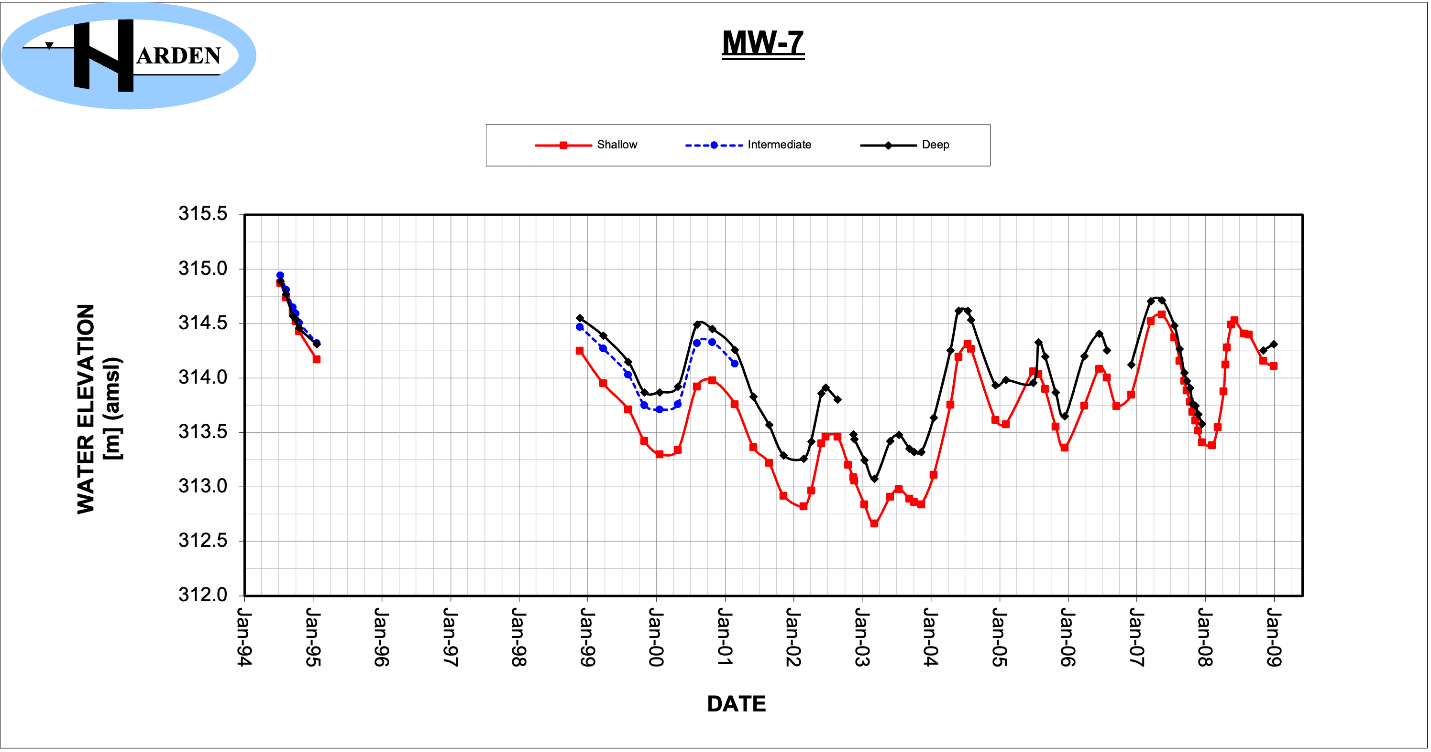 HARDEN
MW-7
Shallow Intermediate Deep
315.5
315.0
314.5
314.0
313.5
313.0
312.5
312.0
WATER ELEVATION
[m] (amsl)
Jan-94 Jan-95 Jan-96 Jan-97 Jan-98 Jan-99 Jan-00 Jan-01 Jan-02 Jan-03 Jan-04 Jan-05 Jan-06 Jan-07 Jan-08 Jan-09
DATE